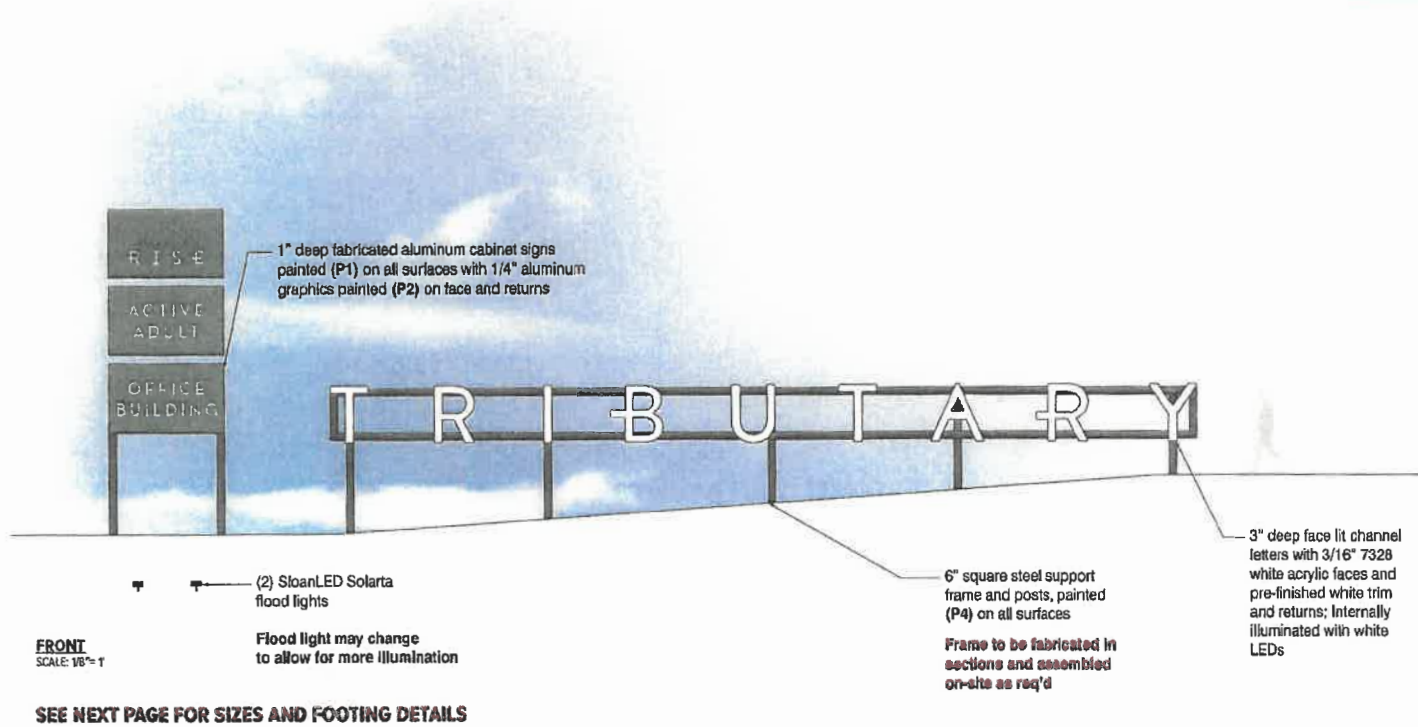 RISE
ACTIVE
ADULT
OFFICE
BUILDING
1" deep fabricated aluminum cabinet signs
painted (P1) on all surfaces with 1/4" aluminum
graphics painted (P2) on face and returns
TRIBUTARY
(2) SloanLED Solarta
flood lights
Flood light may change
to allow for more illumination
6" square steel support
frame and posts, painted
(P4) on all surfaces
Frame to be fabricated in
sections and assembled
on-site as req'd
3" deep face lit channel
letters with 3/16" 7328
white acrylic faces and
pre-finished white trim
and returns; Internally
illuminated with white
LEDs
FRONT
SCALE: 1/8"= 1'
SEE NEXT PAGE FOR SIZES AND FOOTING DETAILS